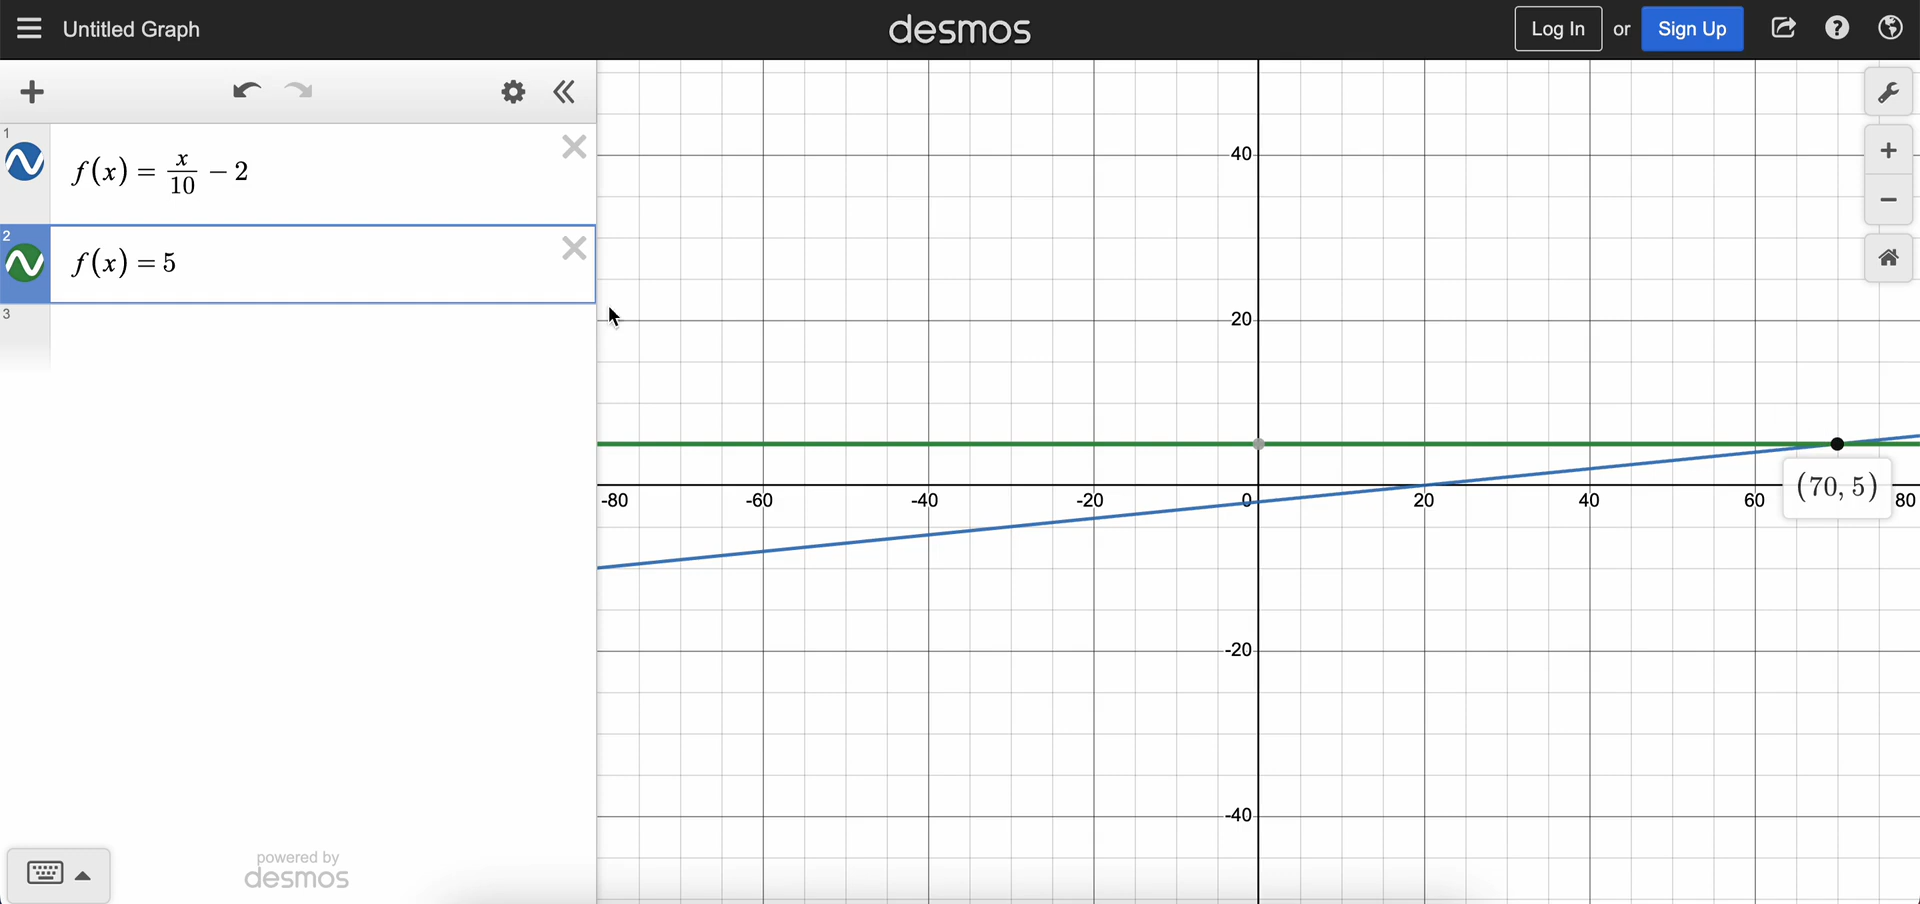 Untitled Graph
desmos
Log In or Sign Up
1
f(x) = x/10 − 2
2
f(x) = 5
3
40
20
-80 -60 -40 -20 0 20 40 60 80
(70, 5)
-20
-40
powered by
desmos